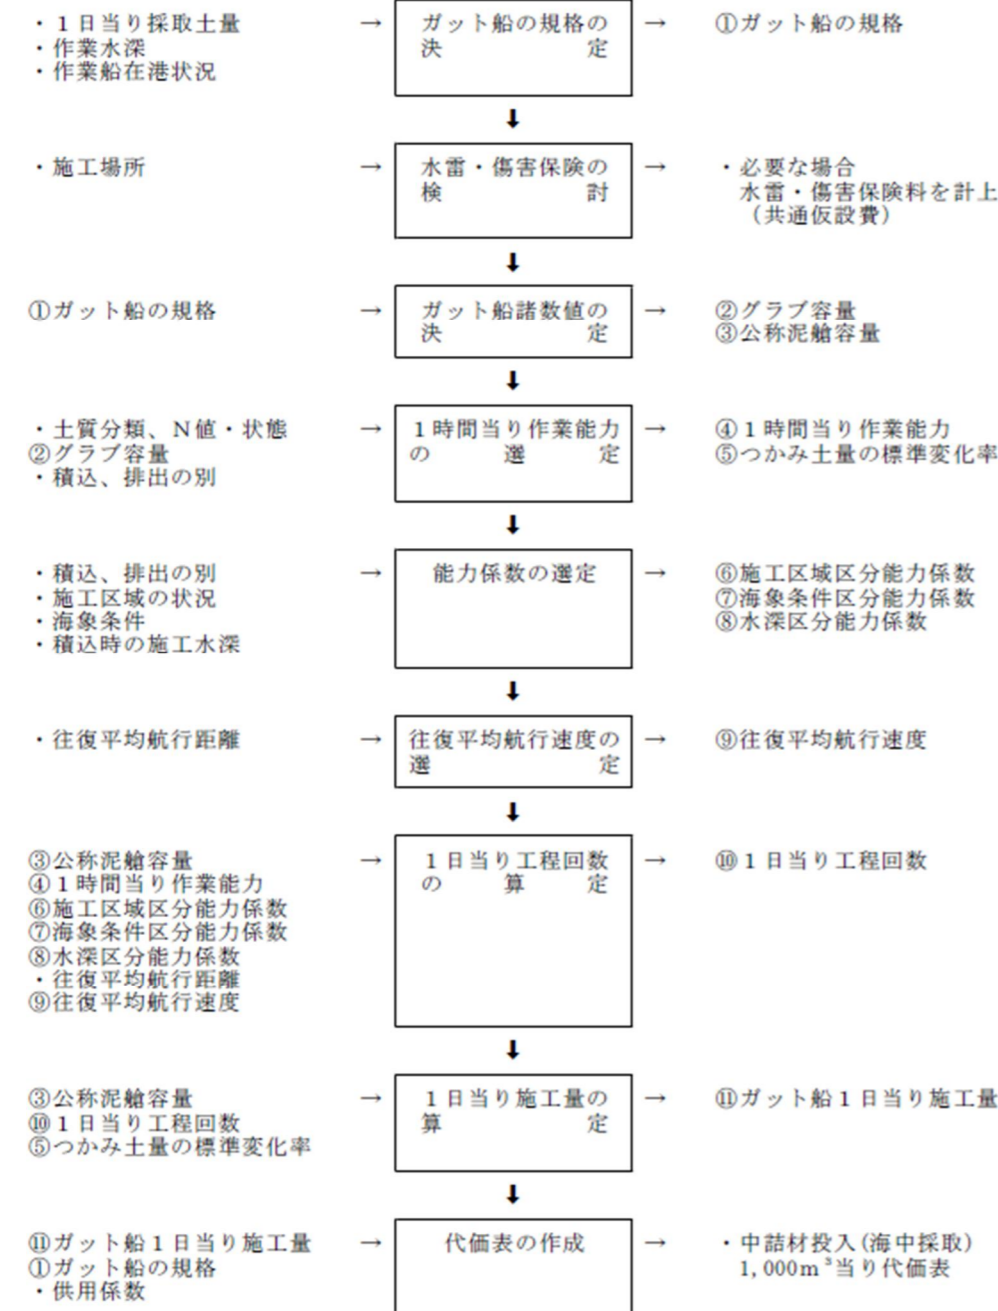 ・１日当り採取土量 → ガット船の規格の → ①ガット船の規格
・作業水深 決定
・作業船在港状況
⬇
・施工場所 → 水雷・傷害保険の → ・必要な場合
検討 水雷・傷害保険料を計上
（共通仮設費）
⬇
①ガット船の規格 → ガット船諸数値の → ②グラブ容量
決定 ③公称泥艙容量
⬇
・土質分類、Ｎ値・状態 → １時間当り作業能力 → ④１時間当り作業能力
②グラブ容量 の選定 ⑤つかみ土量の標準変化率
・積込、排出の別
⬇
・積込、排出の別 → 能力係数の選定 → ⑥施工区域区分能力係数
・施工区域の状況 ⑦海象条件区分能力係数
・海象条件 ⑧水深区分能力係数
・積込時の施工水深
⬇
・往復平均航行距離 → 往復平均航行速度の → ⑨往復平均航行速度
選定
⬇
③公称泥艙容量 → １日当り工程回数 → ⑩１日当り工程回数
④１時間当り作業能力 の算定
⑥施工区域区分能力係数
⑦海象条件区分能力係数
⑧水深区分能力係数
・往復平均航行距離
⑨往復平均航行速度
⬇
③公称泥艙容量 → １日当り施工量の → ⑪ガット船１日当り施工量
⑩１日当り工程回数 算定
⑤つかみ土量の標準変化率
⬇
⑪ガット船１日当り施工量 → 代価表の作成 → ・中詰材投入(海中採取)
①ガット船の規格 1,000m³当り代価表
・供用係数